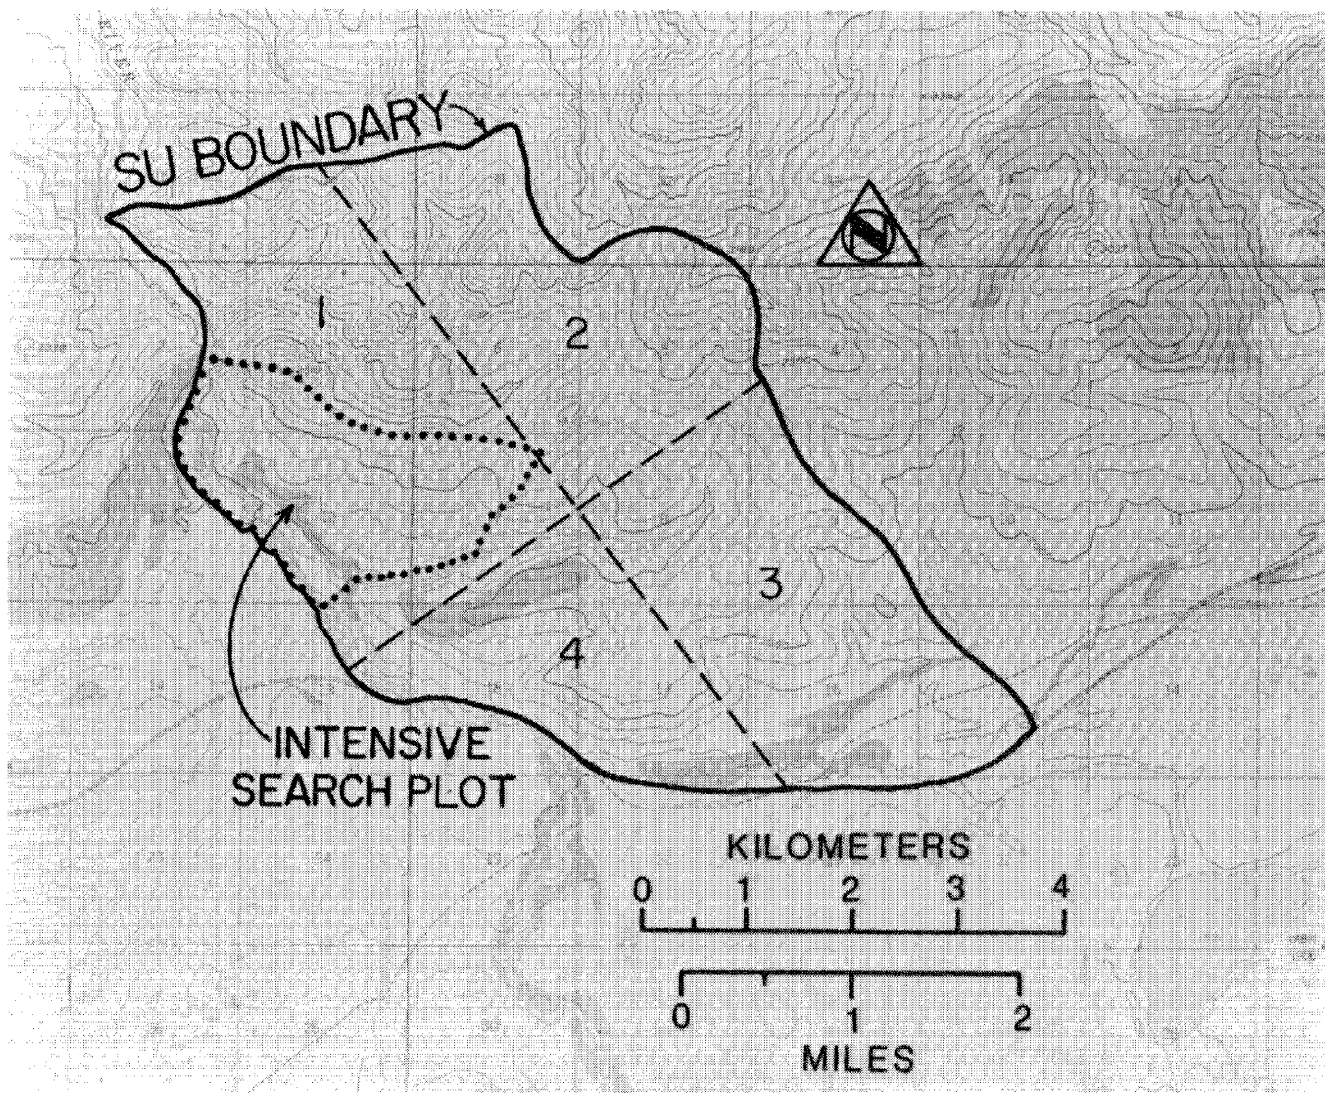 SU BOUNDARY
N
1
2
3
4
INTENSIVE
SEARCH PLOT
KILOMETERS
0 1 2 3 4
0 1 2
MILES